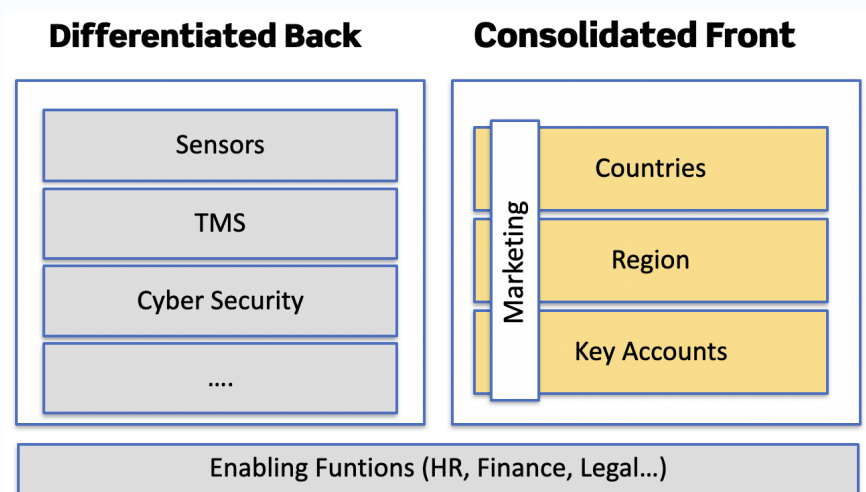 Differentiated Back
Consolidated Front
Sensors
TMS
Cyber Security
....
Marketing
Countries
Region
Key Accounts
Enabling Funtions (HR, Finance, Legal...)